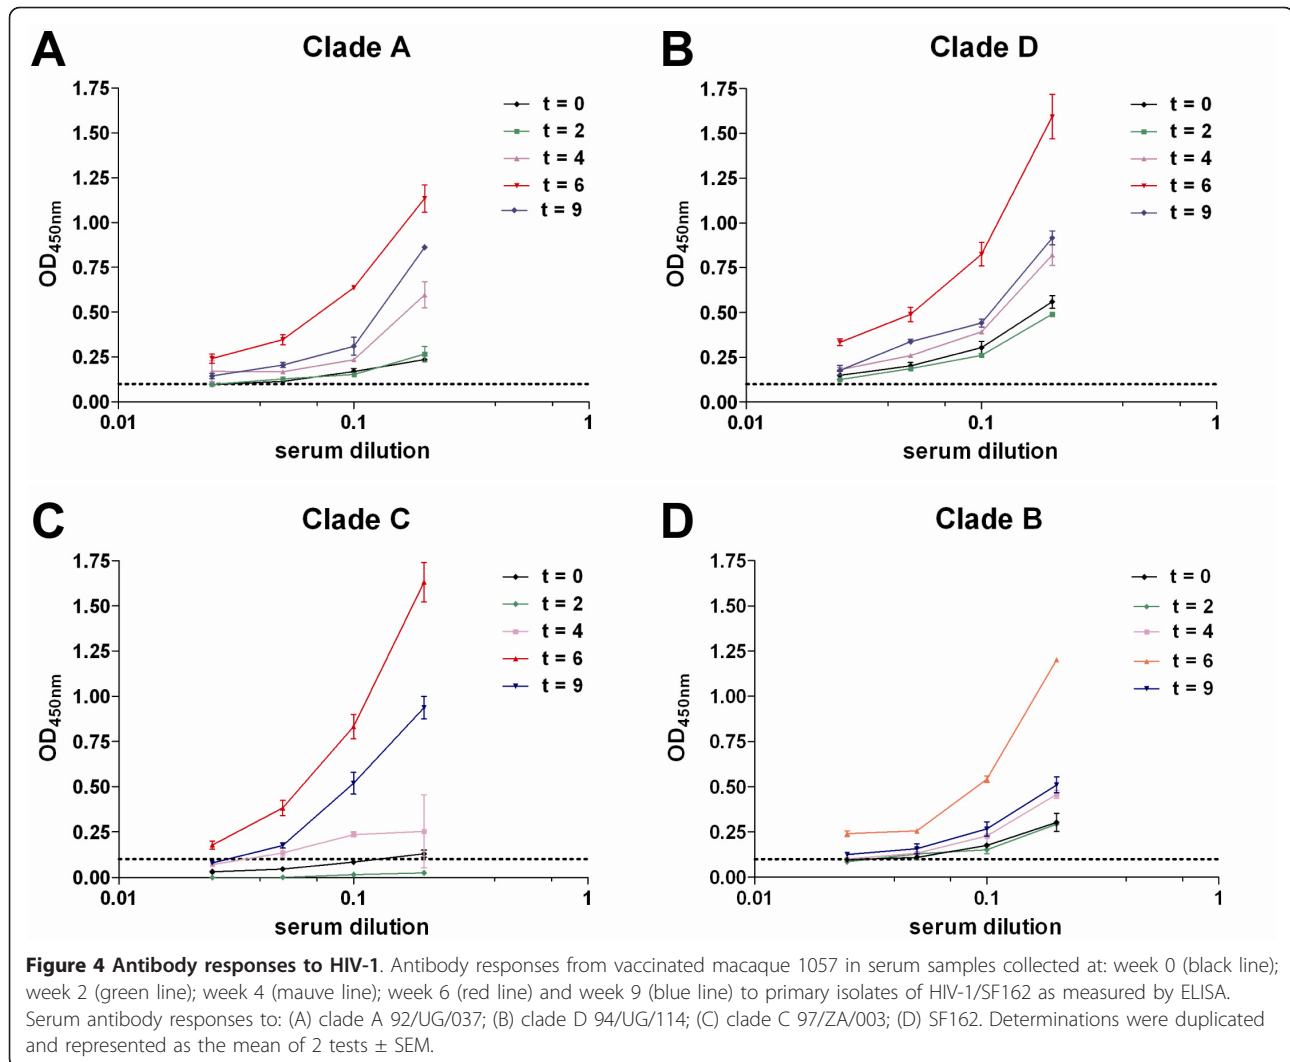 A
Clade A
1.75
1.50
1.25
1.00
0.75
0.50
0.25
0.00
OD450nm
0.01
0.1
1
serum dilution
t = 0
t = 2
t = 4
t = 6
t = 9
B
Clade D
1.75
1.50
1.25
1.00
0.75
0.50
0.25
0.00
OD450nm
0.01
0.1
1
serum dilution
t = 0
t = 2
t = 4
t = 6
t = 9
C
Clade C
1.75
1.50
1.25
1.00
0.75
0.50
0.25
0.00
OD450nm
0.01
0.1
1
serum dilution
t = 0
t = 2
t = 4
t = 6
t = 9
D
Clade B
1.75
1.50
1.25
1.00
0.75
0.50
0.25
0.00
OD450nm
0.01
0.1
1
serum dilution
t = 0
t = 2
t = 4
t = 6
t = 9
Figure 4 Antibody responses to HIV-1. Antibody responses from vaccinated macaque 1057 in serum samples collected at: week 0 (black line);
week 2 (green line); week 4 (mauve line); week 6 (red line) and week 9 (blue line) to primary isolates of HIV-1/SF162 as measured by ELISA.
Serum antibody responses to: (A) clade A 92/UG/037; (B) clade D 94/UG/114; (C) clade C 97/ZA/003; (D) SF162. Determinations were duplicated
and represented as the mean of 2 tests ± SEM.